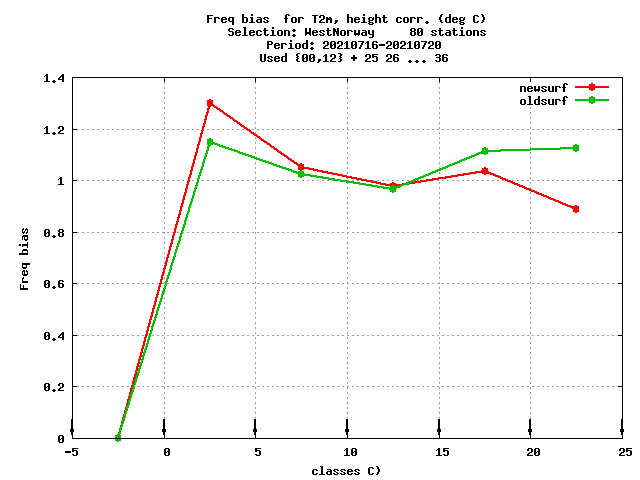 Freq bias  for T2m, height corr. (deg C)
Selection: WestNorway     80 stations
Period: 20210716-20210720
Used {00,12} + 25 26 ... 36
newsurf
oldsurf
1.4
1.2
1
0.8
0.6
0.4
0.2
0
Freq bias
-5 0 5 10 15 20 25
classes C)